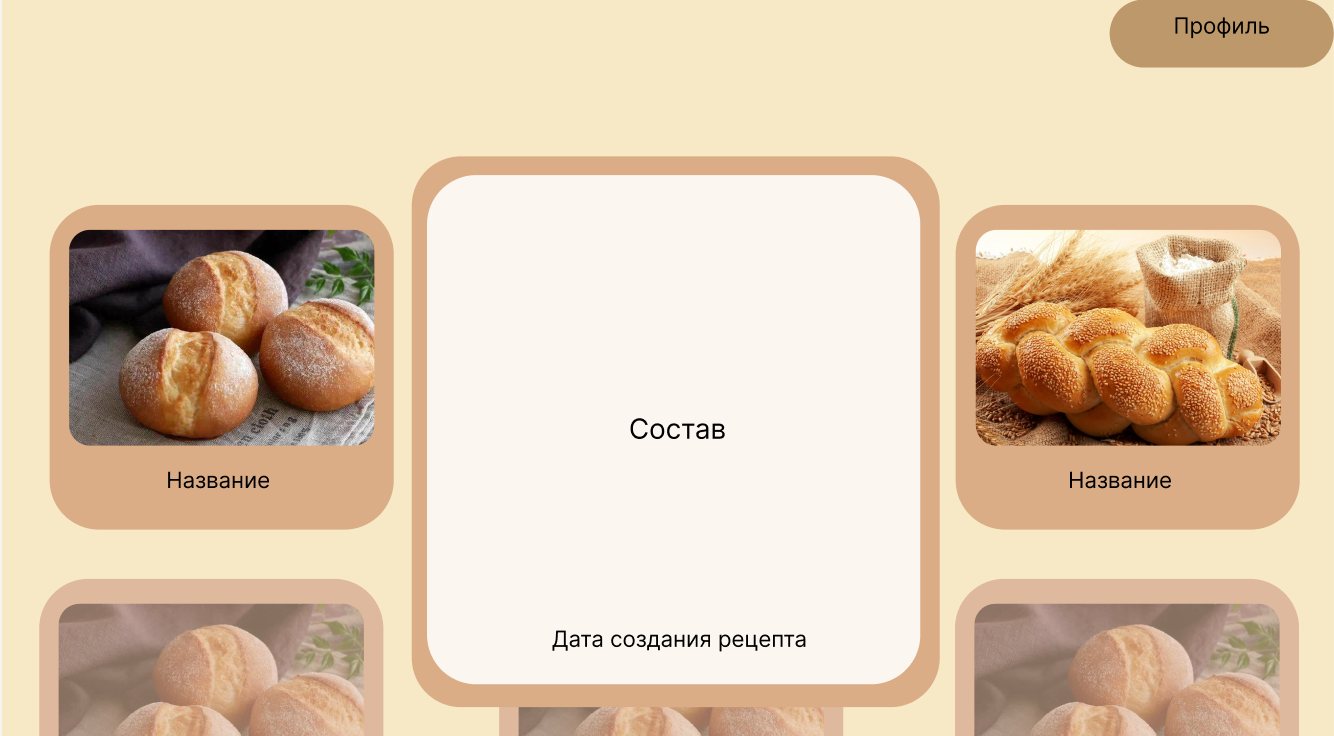 Профиль
Состав
Название
Название
Дата создания рецепта